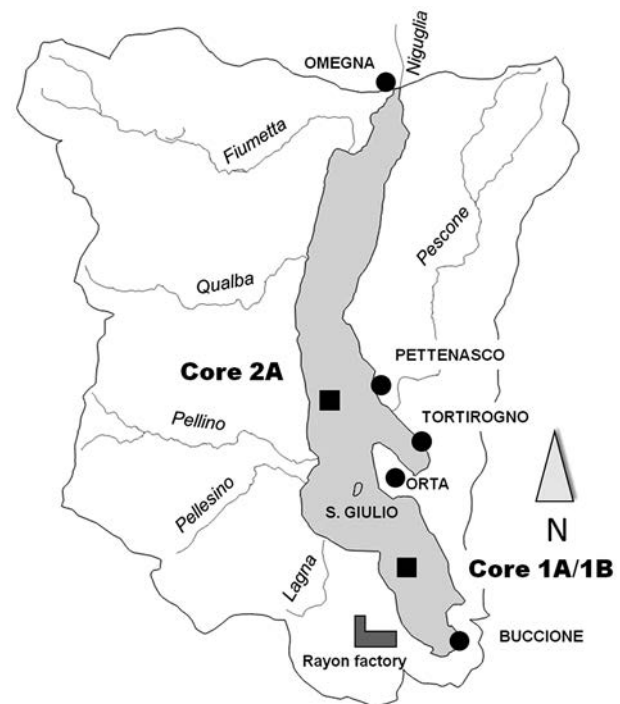 Niguglia
OMEGNA
Fiumetta
Pescone
Qualba
PETTENASCO
Core 2A
TORTIROGNO
Pellino
ORTA
Pellesino
S. GIULIO
N
Lagna
Core 1A/1B
BUCCIONE
Rayon factory